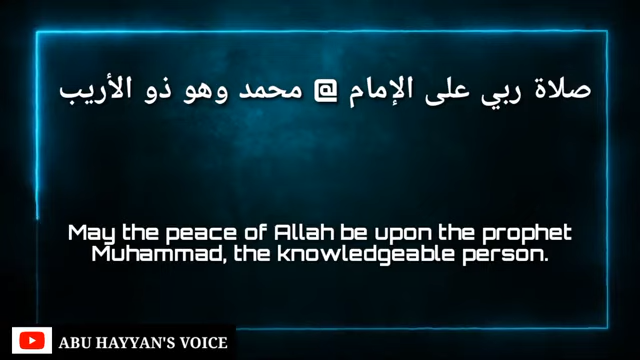 صلاة ربي على الإمام @ محمد وهو ذو الأريب
May the peace of Allah be upon the prophet
Muhammad, the knowledgeable person.
ABU HAYYAN'S VOICE